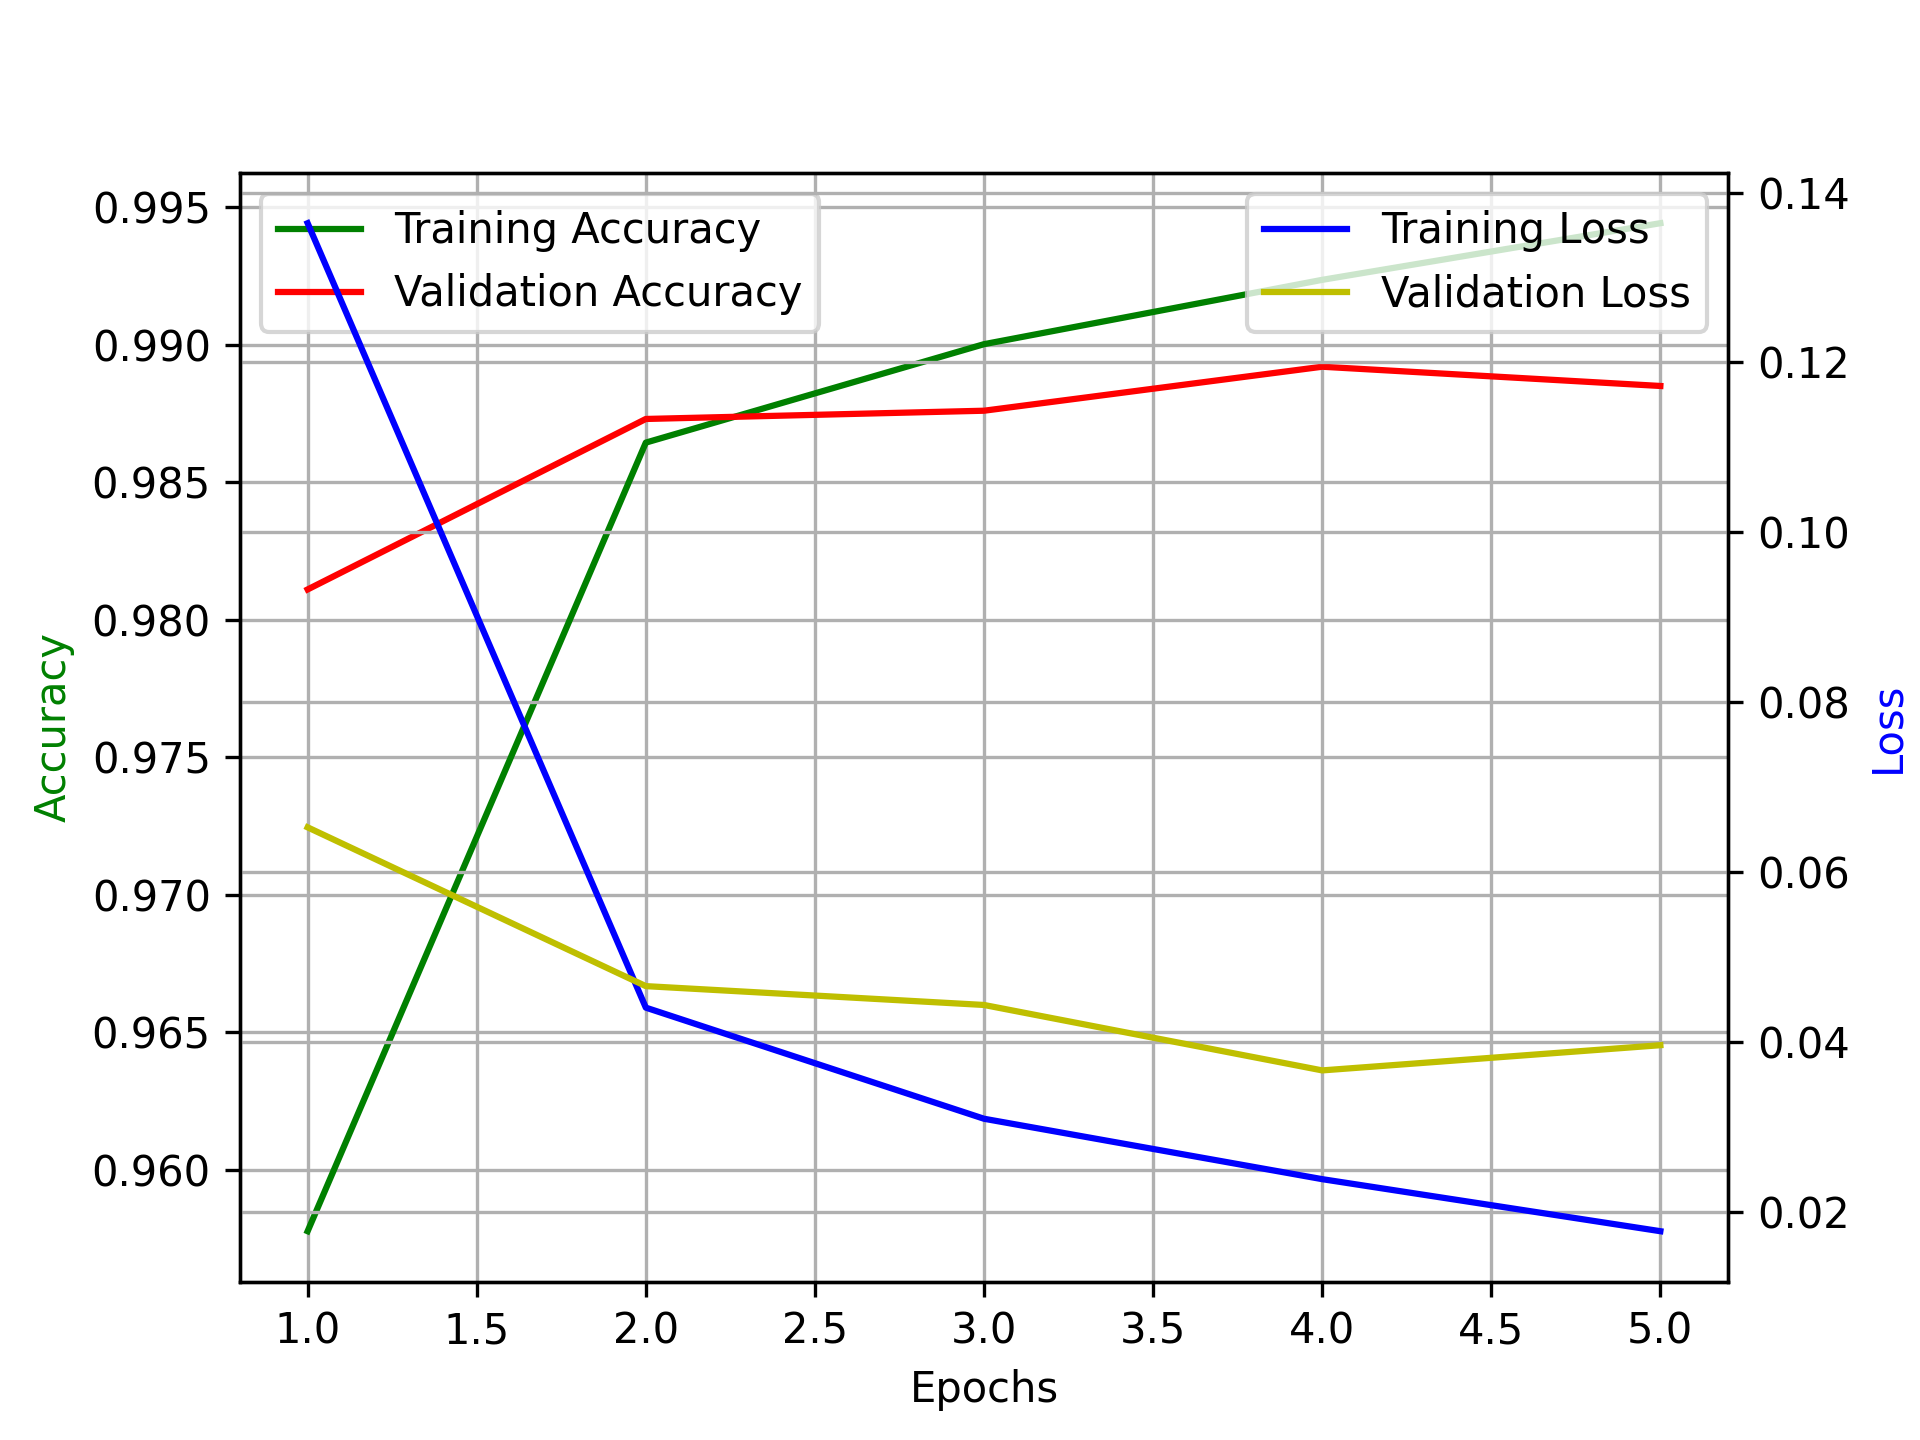 Training Accuracy
Validation Accuracy
Training Loss
Validation Loss
0.995
0.990
0.985
0.980
0.975
0.970
0.965
0.960
Accuracy
0.14
0.12
0.10
0.08
0.06
0.04
0.02
Loss
1.0 1.5 2.0 2.5 3.0 3.5 4.0 4.5 5.0
Epochs